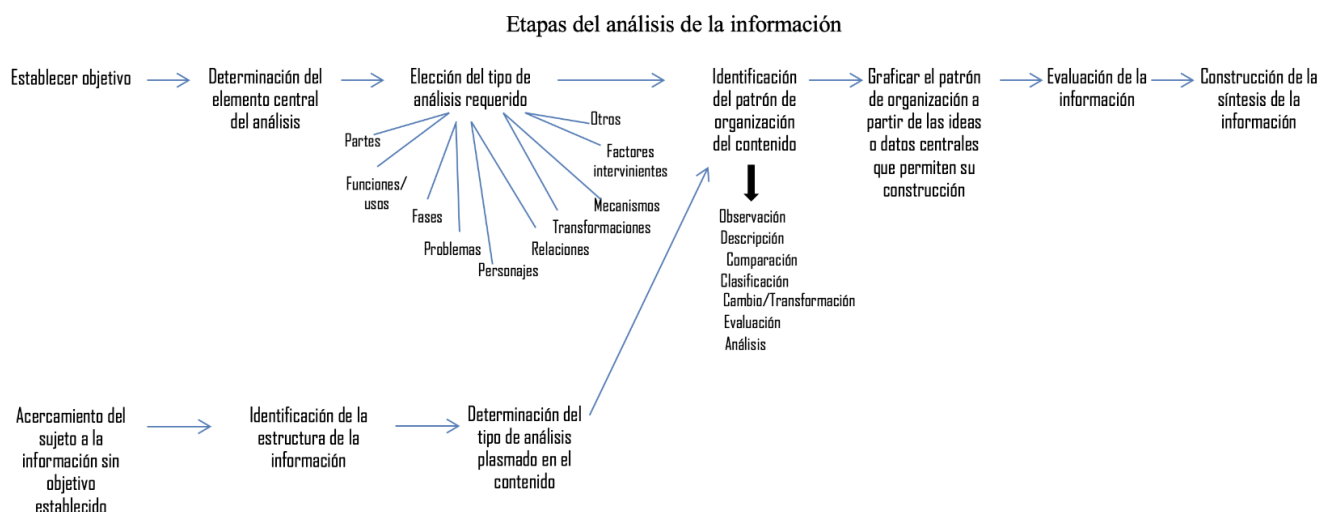 Etapas del análisis de la información
Establecer objetivo
Determinación del
elemento central
del análisis
Elección del tipo de
análisis requerido
Partes
Funciones/
usos
Fases
Problemas
Personajes
Relaciones
Transformaciones
Mecanismos
Factores
intervinientes
Otros
Identificación
del patrón de
organización
del contenido
Observación
Descripción
Comparación
Clasificación
Cambio/Transformación
Evaluación
Análisis
Graficar el patrón
de organización a
partir de las ideas
o datos centrales
que permiten su
construcción
Evaluación de la
información
Construcción de la
síntesis de la
información
Acercamiento del
sujeto a la
información sin
objetivo
establecido
Identificación de la
estructura de la
información
Determinación del
tipo de análisis
plasmado en el
contenido